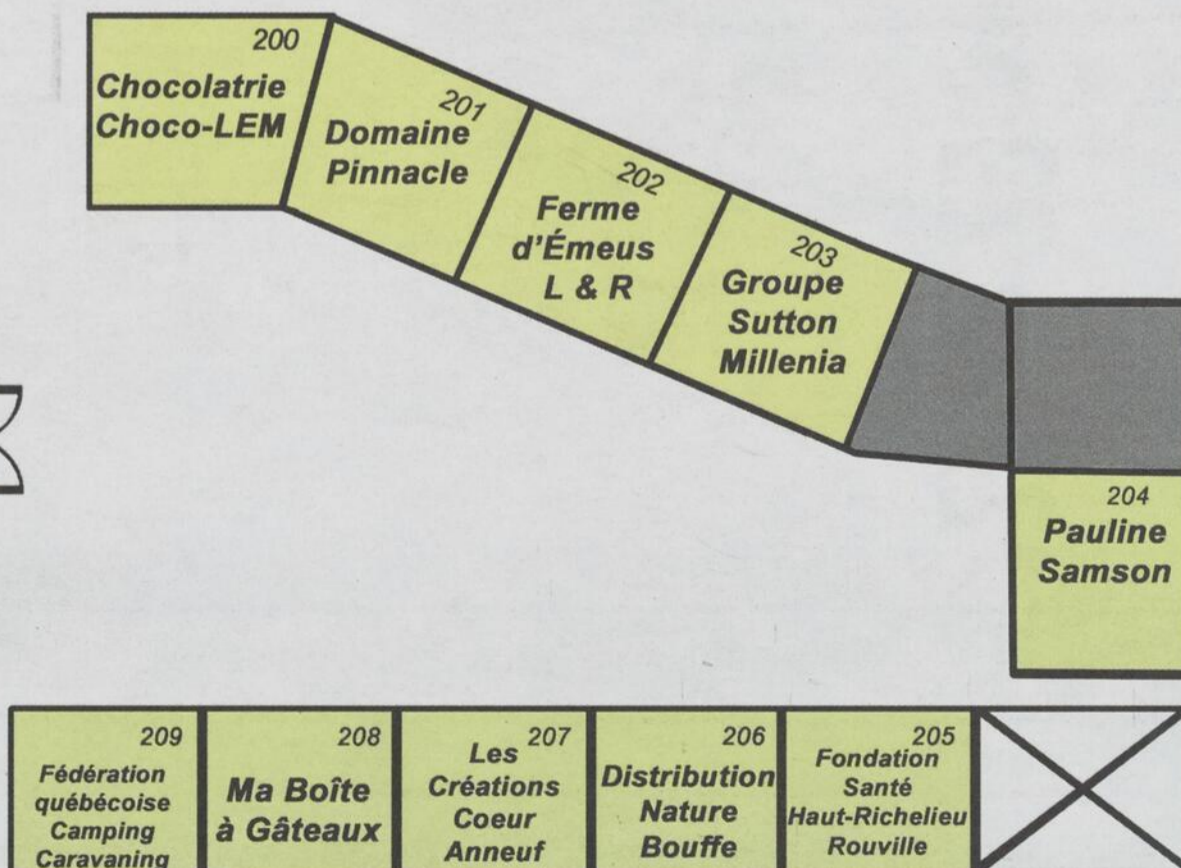 200
Chocolatrie
Choco-LEM
201
Domaine
Pinnacle
202
Ferme
d'Émeus
L & R
203
Groupe
Sutton
Millenia
204
Pauline
Samson
209
Fédération
québécoise
Camping
Caravaning
208
Ma Boîte
à Gâteaux
207
Les
Créations
Coeur
Anneuf
206
Distribution
Nature
Bouffe
205
Fondation
Santé
Haut-Richelieu
Rouville